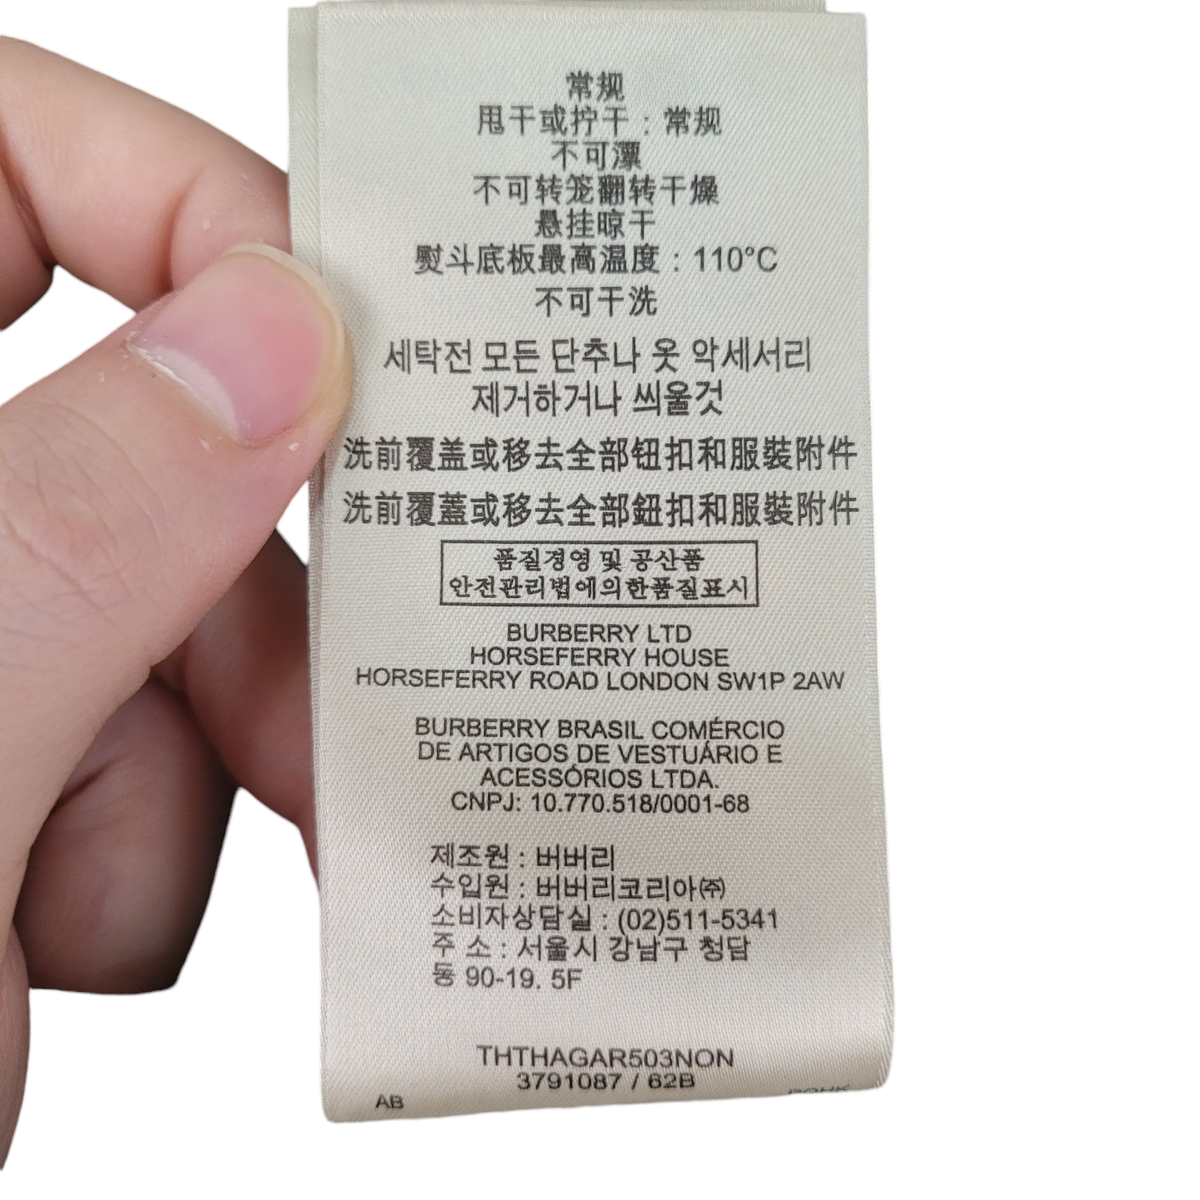 常规
甩干或拧干：常规
不可漂
不可转笼翻转干燥
悬挂晾干
熨斗底板最高温度：110°C
不可干洗
세탁전 모든 단추나 옷 악세서리
제거하거나 씌울것
洗前覆盖或移去全部钮扣和服裝附件
洗前覆蓋或移去全部鈕扣和服裝附件
품질경영 및 공산품
안전관리법에의한품질표시
BURBERRY LTD
HORSEFERRY HOUSE
HORSEFERRY ROAD LONDON SW1P 2AW
BURBERRY BRASIL COMÉRCIO
DE ARTIGOS DE VESTUÁRIO E
ACESSÓRIOS LTDA.
CNPJ: 10.770.518/0001-68
제조원 : 버버리
수입원 : 버버리코리아㈜
소비자상담실 : (02)511-5341
주 소 : 서울시 강남구 청담
동 90-19. 5F
THTHAGAR503NON
3791087 / 62B
AB